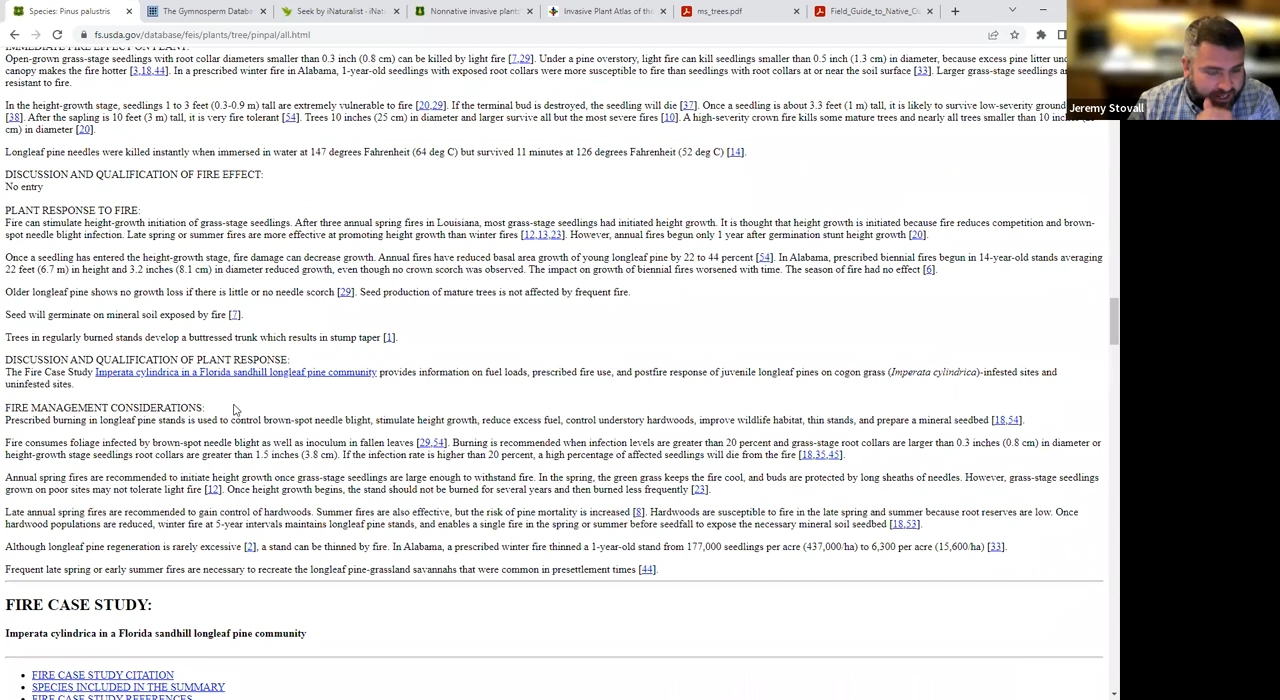 Species: Pinus palustris
The Gymnosperm Datab
Seek by iNaturalist - iNat
Nonnative invasive plant
Invasive Plant Atlas of the
ms_trees.pdf
Field_Guide_to_Native_O
fs.usda.gov/database/feis/plants/tree/pinpal/all.html
IMMEDIATE FIRE EFFECT ON PLANT:
Open-grown grass-stage seedlings with root collar diameters smaller than 0.3 inch (0.8 cm) can be killed by light fire [7,29]. Under a pine overstory, light fire can kill seedlings smaller than 0.5 inch (1.3 cm) in diameter, because excess pine litter und
canopy makes the fire hotter [3,18,44]. In a prescribed winter fire in Alabama, 1-year-old seedlings with exposed root collars were more susceptible to fire than seedlings with root collars at or near the soil surface [33]. Larger grass-stage seedlings a
resistant to fire.
In the height-growth stage, seedlings 1 to 3 feet (0.3-0.9 m) tall are extremely vulnerable to fire [20,29]. If the terminal bud is destroyed, the seedling will die [37]. Once a seedling is about 3.3 feet (1 m) tall, it is likely to survive low-severity ground
[38]. After the sapling is 10 feet (3 m) tall, it is very fire tolerant [54]. Trees 10 inches (25 cm) in diameter and larger survive all but the most severe fires [10]. A high-severity crown fire kills some mature trees and nearly all trees smaller than 10 inches
cm) in diameter [20].
Longleaf pine needles were killed instantly when immersed in water at 147 degrees Fahrenheit (64 deg C) but survived 11 minutes at 126 degrees Fahrenheit (52 deg C) [14].
DISCUSSION AND QUALIFICATION OF FIRE EFFECT:
No entry
PLANT RESPONSE TO FIRE:
Fire can stimulate height-growth initiation of grass-stage seedlings. After three annual spring fires in Louisiana, most grass-stage seedlings had initiated height growth. It is thought that height growth is initiated because fire reduces competition and brown-
spot needle blight infection. Late spring or summer fires are more effective at promoting height growth than winter fires [12,13,23]. However, annual fires begun only 1 year after germination stunt height growth [20].
Once a seedling has entered the height-growth stage, fire damage can decrease growth. Annual fires have reduced basal area growth of young longleaf pine by 22 to 44 percent [54]. In Alabama, prescribed biennial fires begun in 14-year-old stands averaging
22 feet (6.7 m) in height and 3.2 inches (8.1 cm) in diameter reduced growth, even though no crown scorch was observed. The impact on growth of biennial fires worsened with time. The season of fire had no effect [6].
Older longleaf pine shows no growth loss if there is little or no needle scorch [29]. Seed production of mature trees is not affected by frequent fire.
Seed will germinate on mineral soil exposed by fire [7].
Trees in regularly burned stands develop a buttressed trunk which results in stump taper [1].
DISCUSSION AND QUALIFICATION OF PLANT RESPONSE:
The Fire Case Study Imperata cylindrica in a Florida sandhill longleaf pine community provides information on fuel loads, prescribed fire use, and postfire response of juvenile longleaf pines on cogon grass (Imperata cylindrica)-infested sites and
uninfested sites.
FIRE MANAGEMENT CONSIDERATIONS:
Prescribed burning in longleaf pine stands is used to control brown-spot needle blight, stimulate height growth, reduce excess fuel, control understory hardwoods, improve wildlife habitat, thin stands, and prepare a mineral seedbed [18,54].
Fire consumes foliage infected by brown-spot needle blight as well as inoculum in fallen leaves [29,54]. Burning is recommended when infection levels are greater than 20 percent and grass-stage root collars are larger than 0.3 inches (0.8 cm) in diameter or
height-growth stage seedlings root collars are greater than 1.5 inches (3.8 cm). If the infection rate is higher than 20 percent, a high percentage of affected seedlings will die from the fire [18,35,45].
Annual spring fires are recommended to initiate height growth once grass-stage seedlings are large enough to withstand fire. In the spring, the green grass keeps the fire cool, and buds are protected by long sheaths of needles. However, grass-stage seedlings
grown on poor sites may not tolerate light fire [12]. Once height growth begins, the stand should not be burned for several years and then burned less frequently [23].
Late annual spring fires are recommended to gain control of hardwoods. Summer fires are also effective, but the risk of pine mortality is increased [8]. Hardwoods are susceptible to fire in the late spring and summer because root reserves are low. Once
hardwood populations are reduced, winter fire at 5-year intervals maintains longleaf pine stands, and enables a single fire in the spring or summer before seedfall to expose the necessary mineral soil seedbed [18,53].
Although longleaf pine regeneration is rarely excessive [2], a stand can be thinned by fire. In Alabama, a prescribed winter fire thinned a 1-year-old stand from 177,000 seedlings per acre (437,000/ha) to 6,300 per acre (15,600/ha) [33].
Frequent late spring or early summer fires are necessary to recreate the longleaf pine-grassland savannahs that were common in presettlement times [44].
FIRE CASE STUDY:
Imperata cylindrica in a Florida sandhill longleaf pine community
FIRE CASE STUDY CITATION
SPECIES INCLUDED IN THE SUMMARY
FIRE CASE STUDY REFERENCES
Jeremy Stovall